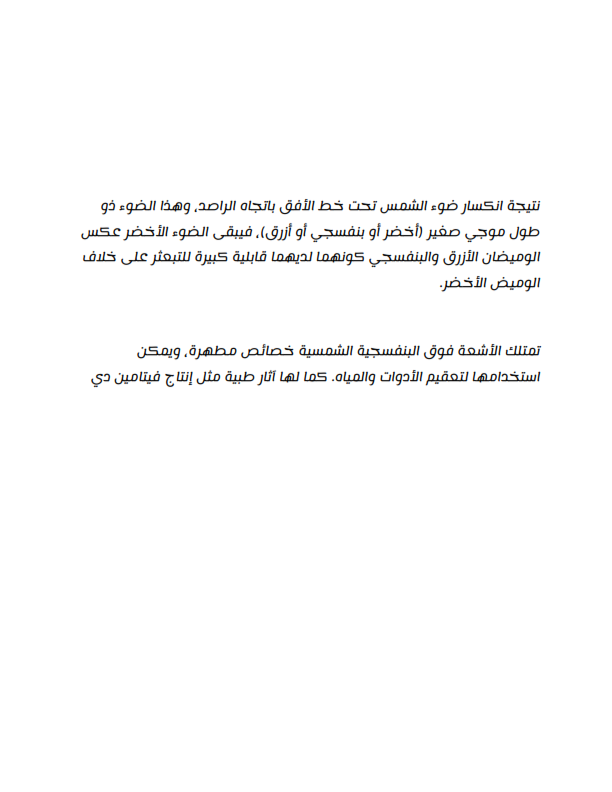 نتيجة انكسار ضوء الشمس تحت خط الأفق باتجاه الراصد، وهذا الضوء ذو
طول موجي صغير (أخضر أو بنفسجي أو أزرق)، فيبقى الضوء الأخضر عكس
الوميضان الأزرق والبنفسجي كونهما لديهما قابلية كبيرة للتبعثر على خلاف
الوميض الأخضر.
تمتلك الأشعة فوق البنفسجية الشمسية خصائص مطهرة، ويمكن
استخدامها لتعقيم الأدوات والمياه. كما لها آثار طبية مثل إنتاج فيتامين دي